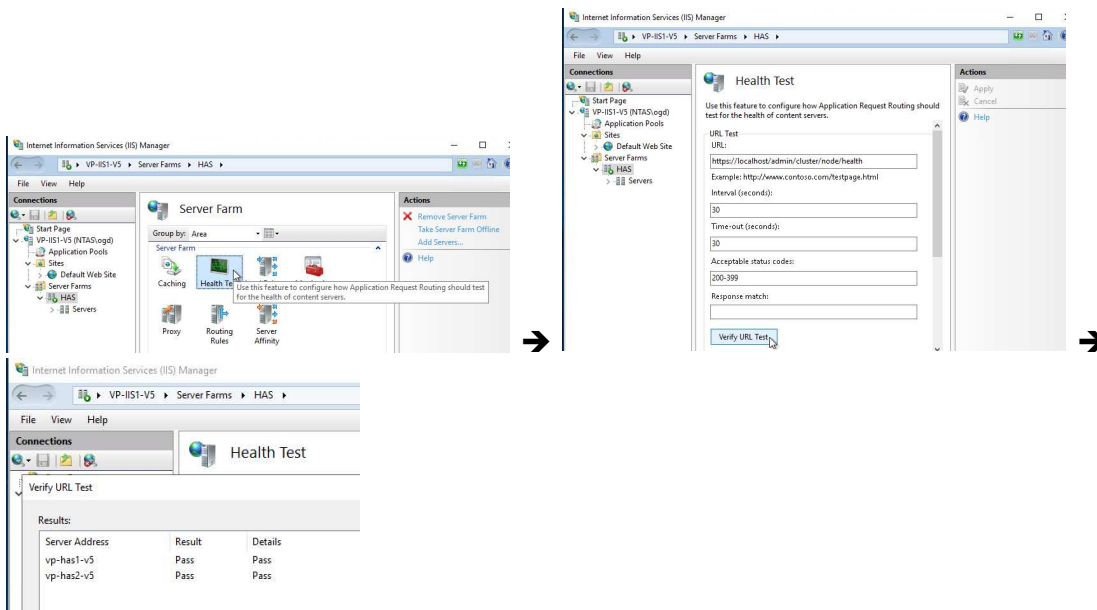 Internet Information Services (IIS) Manager
VP-IIS1-V5 Server Farms HAS
File View Help
Connections
Start Page
VP-IIS1-V5 (NTAS\ogd)
Application Pools
Sites
Default Web Site
Server Farms
HAS
Servers
Server Farm
Group by: Area
Server Farm
Caching
Health Te
Use this feature to configure how Application Request Routing should test
for the health of content servers.
Proxy
Routing
Rules
Server
Affinity
Actions
Remove Server Farm
Take Server Farm Offline
Add Servers...
Help
Internet Information Services (IIS) Manager
VP-IIS1-V5 Server Farms HAS
File View Help
Connections
Start Page
VP-IIS1-V5 (NTAS\ogd)
Application Pools
Sites
Default Web Site
Server Farms
HAS
Servers
Health Test
Use this feature to configure how Application Request Routing should
test for the health of content servers.
URL Test
URL:
https://localhost/admin/cluster/node/health
Example: http://www.contoso.com/testpage.html
Interval (seconds):
30
Time-out (seconds):
30
Acceptable status codes:
200-399
Response match:
Verify URL Test
Actions
Apply
Cancel
Help
Internet Information Services (IIS) Manager
VP-IIS1-V5 Server Farms HAS
File View Help
Connections
Health Test
Verify URL Test
Results:
Server Address Result Details
vp-has1-v5 Pass Pass
vp-has2-v5 Pass Pass